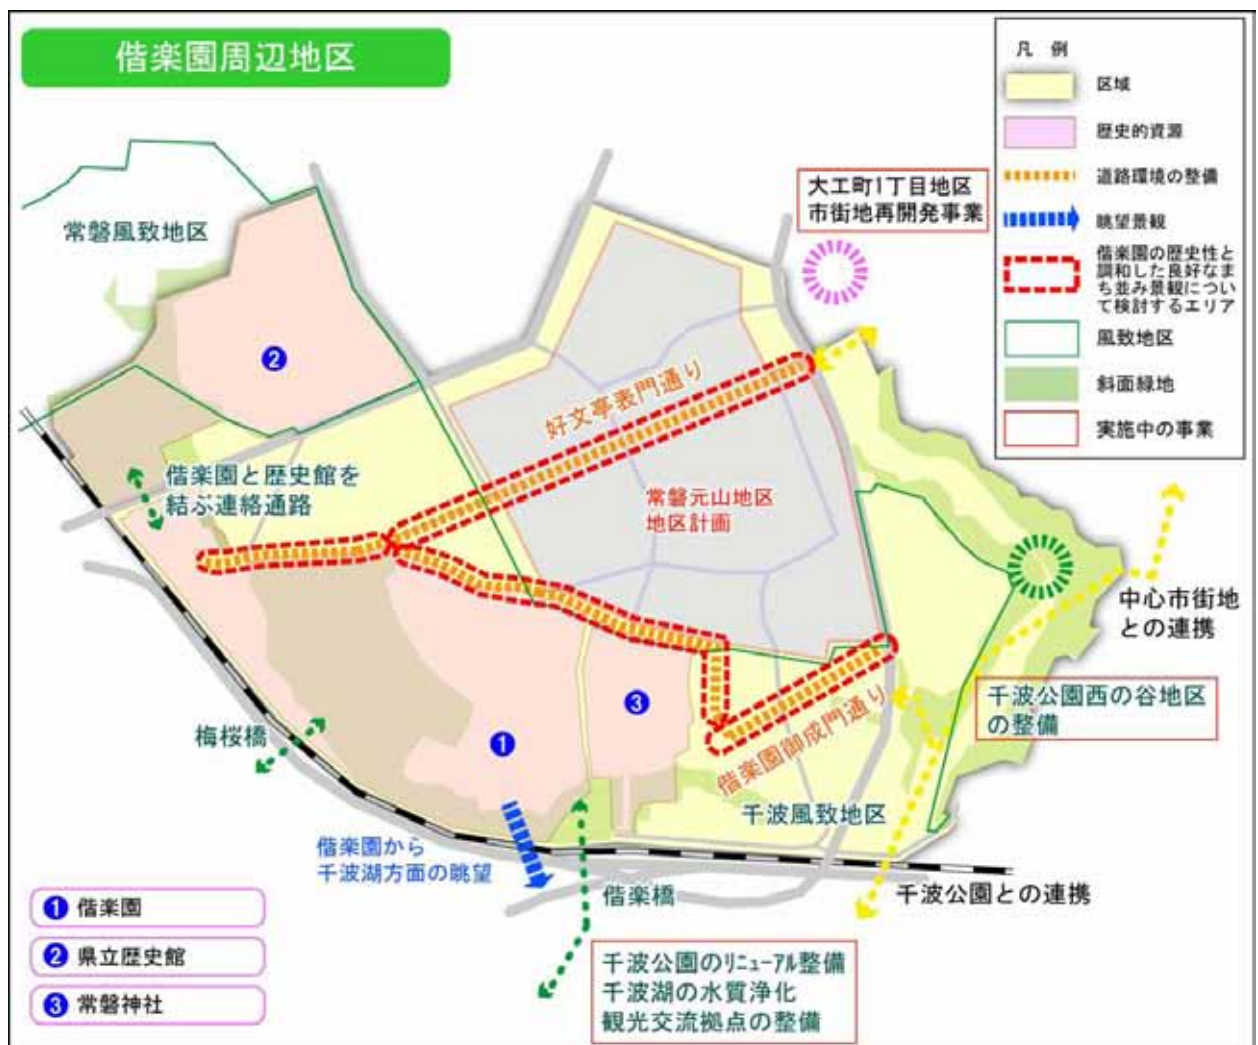 偕楽園周辺地区
凡 例
区域
歴史的資源
道路環境の整備
眺望景観
偕楽園の歴史性と
調和した良好なま
ち並み景観につい
て検討するエリア
風致地区
斜面緑地
実施中の事業
大工町1丁目地区
市街地再開発事業
常磐風致地区
2
好文亭表門通り
偕楽園と歴史館を
結ぶ連絡通路
常磐元山地区
地区計画
中心市街地
との連携
千波公園西の谷地区
の整備
3
1
梅桜橋
偕楽園御成門通り
千波風致地区
偕楽園から
千波湖方面の眺望
偕楽橋
千波公園との連携
1 偕楽園
2 県立歴史館
3 常磐神社
千波公園のリニューアル整備
千波湖の水質浄化
観光交流拠点の整備